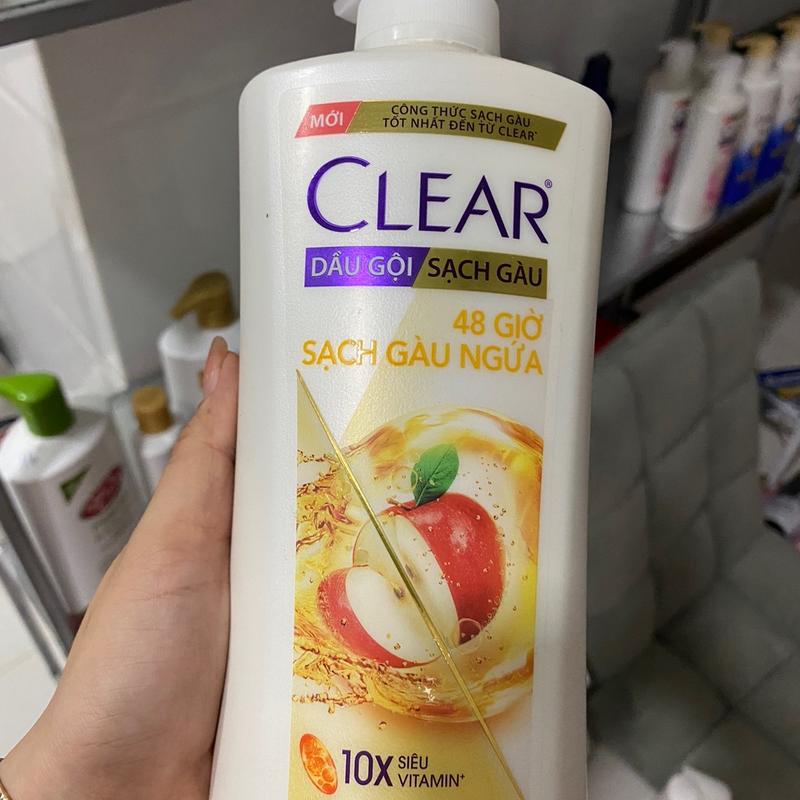 MỚI
CÔNG THỨC SẠCH GÀU
TỐT NHẤT ĐẾN TỪ CLEAR*
CLEAR®
DẦU GỘI SẠCH GÀU
48 GIỜ
SẠCH GÀU NGỨA
10X SIÊU
VITAMIN+